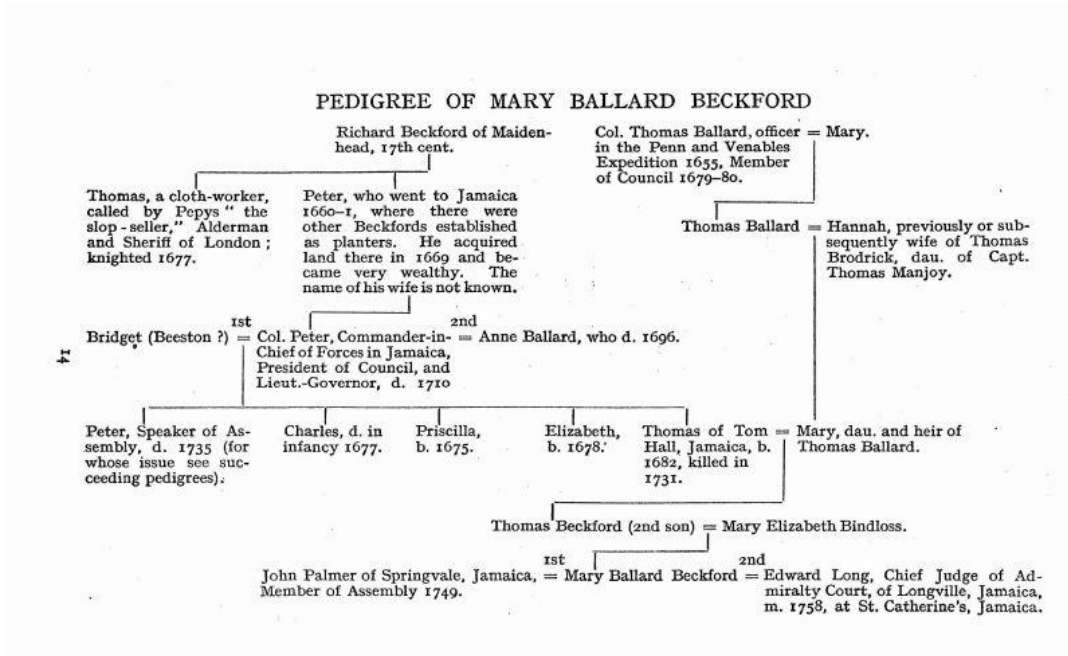 PEDIGREE OF MARY BALLARD BECKFORD
Richard Beckford of Maiden-
head, 17th cent.
Col. Thomas Ballard, officer = Mary.
in the Penn and Venables
Expedition 1655, Member
of Council 1679-80.
Thomas, a cloth-worker,
called by Pepys " the
slop-seller," Alderman
and Sheriff of London ;
knighted 1677.
Peter, who went to Jamaica
1660-1, where there were
other Beckfords established
as planters. He acquired
land there in 1669 and be-
came very wealthy. The
name of his wife is not known.
Thomas Ballard = Hannah, previously or sub-
sequently wife of Thomas
Brodrick, dau. of Capt.
Thomas Manjoy.
1st 2nd
Bridget (Beeston ?) = Col. Peter, Commander-in- = Anne Ballard, who d. 1696.
Chief of Forces in Jamaica,
President of Council, and
Lieut.-Governor, d. 1710
14
Peter, Speaker of As-
sembly, d. 1735 (for
whose issue see suc-
ceeding pedigrees).
Charles, d. in
infancy 1677.
Priscilla,
b. 1675.
Elizabeth,
b. 1678.
Thomas of Tom = Mary, dau. and heir of
Hall, Jamaica, b. Thomas Ballard.
1682, killed in
1731.
Thomas Beckford (2nd son) = Mary Elizabeth Bindloss.
1st 2nd
John Palmer of Springvale, Jamaica, = Mary Ballard Beckford = Edward Long, Chief Judge of Ad-
Member of Assembly 1749. miralty Court, of Longville, Jamaica,
m. 1758, at St. Catherine's, Jamaica.